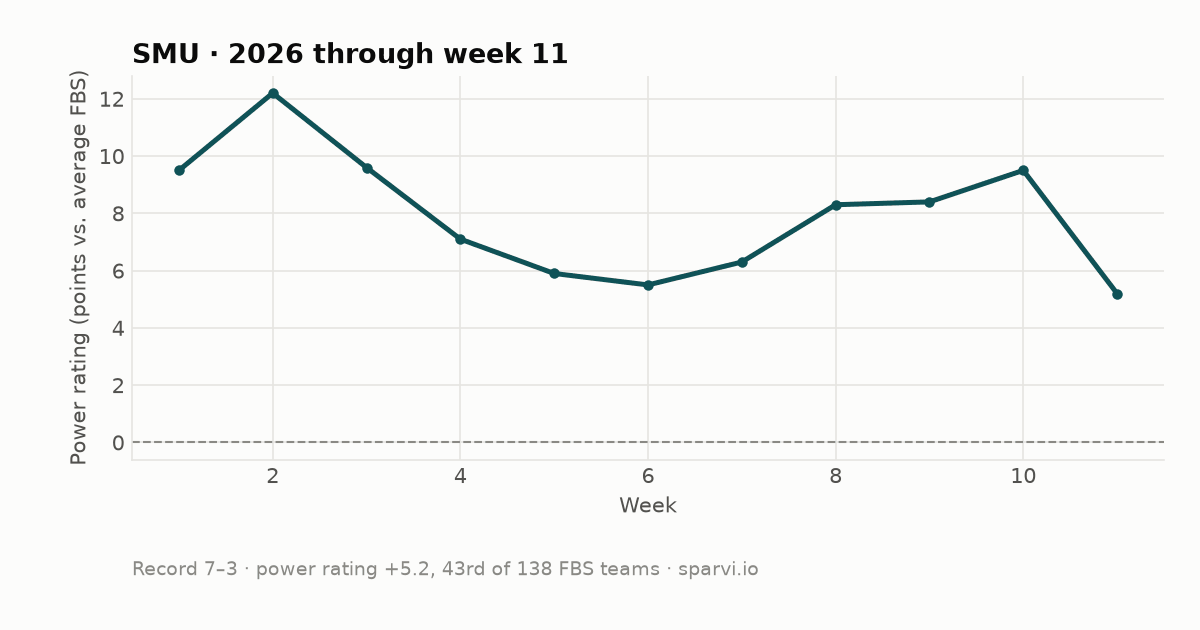 SMU · 2026 through week 11
Power rating (points vs. average FBS)
12
10
8
6
4
2
0
2 4 6 8 10
Week
Record 7–3 · power rating +5.2, 43rd of 138 FBS teams · sparvi.io